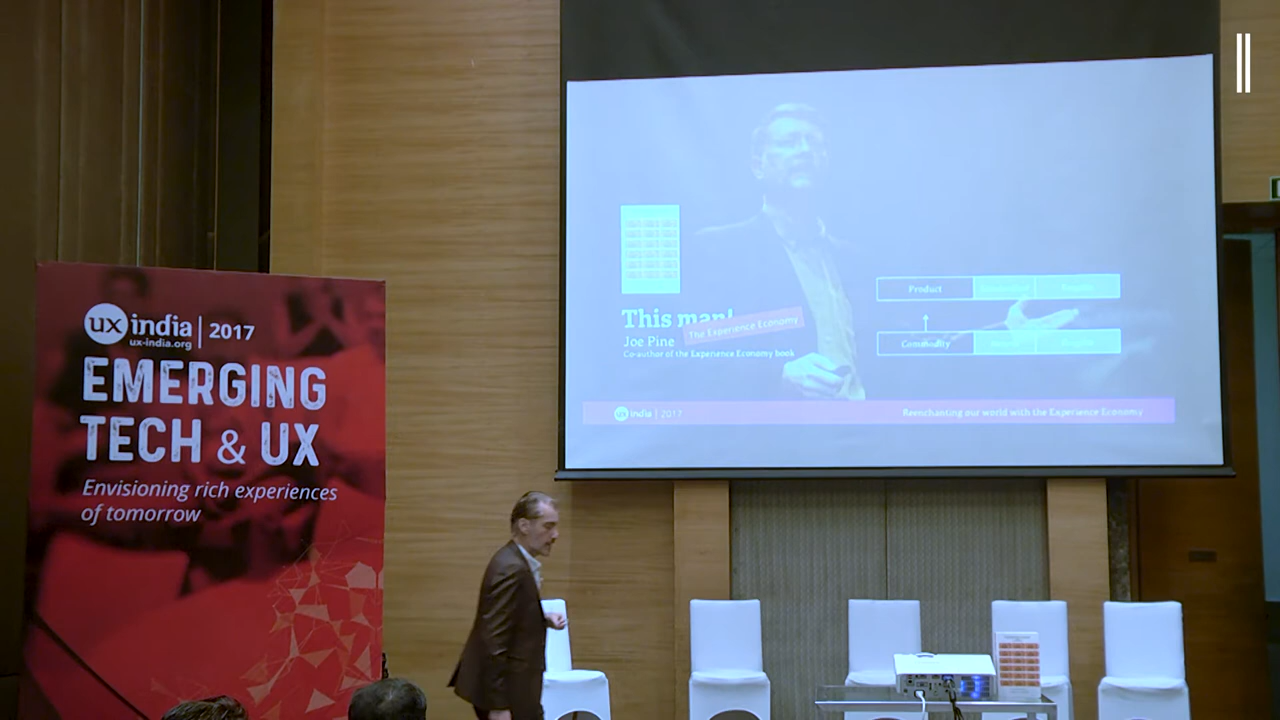 ux india | 2017
ux-india.org
EMERGING
TECH & UX
Envisioning rich experiences
of tomorrow
This man!
The Experience Economy
Joe Pine
Co-author of the Experience Economy book
Product
Commodity
ux india | 2017
Reenchanting our world with the Experience Economy